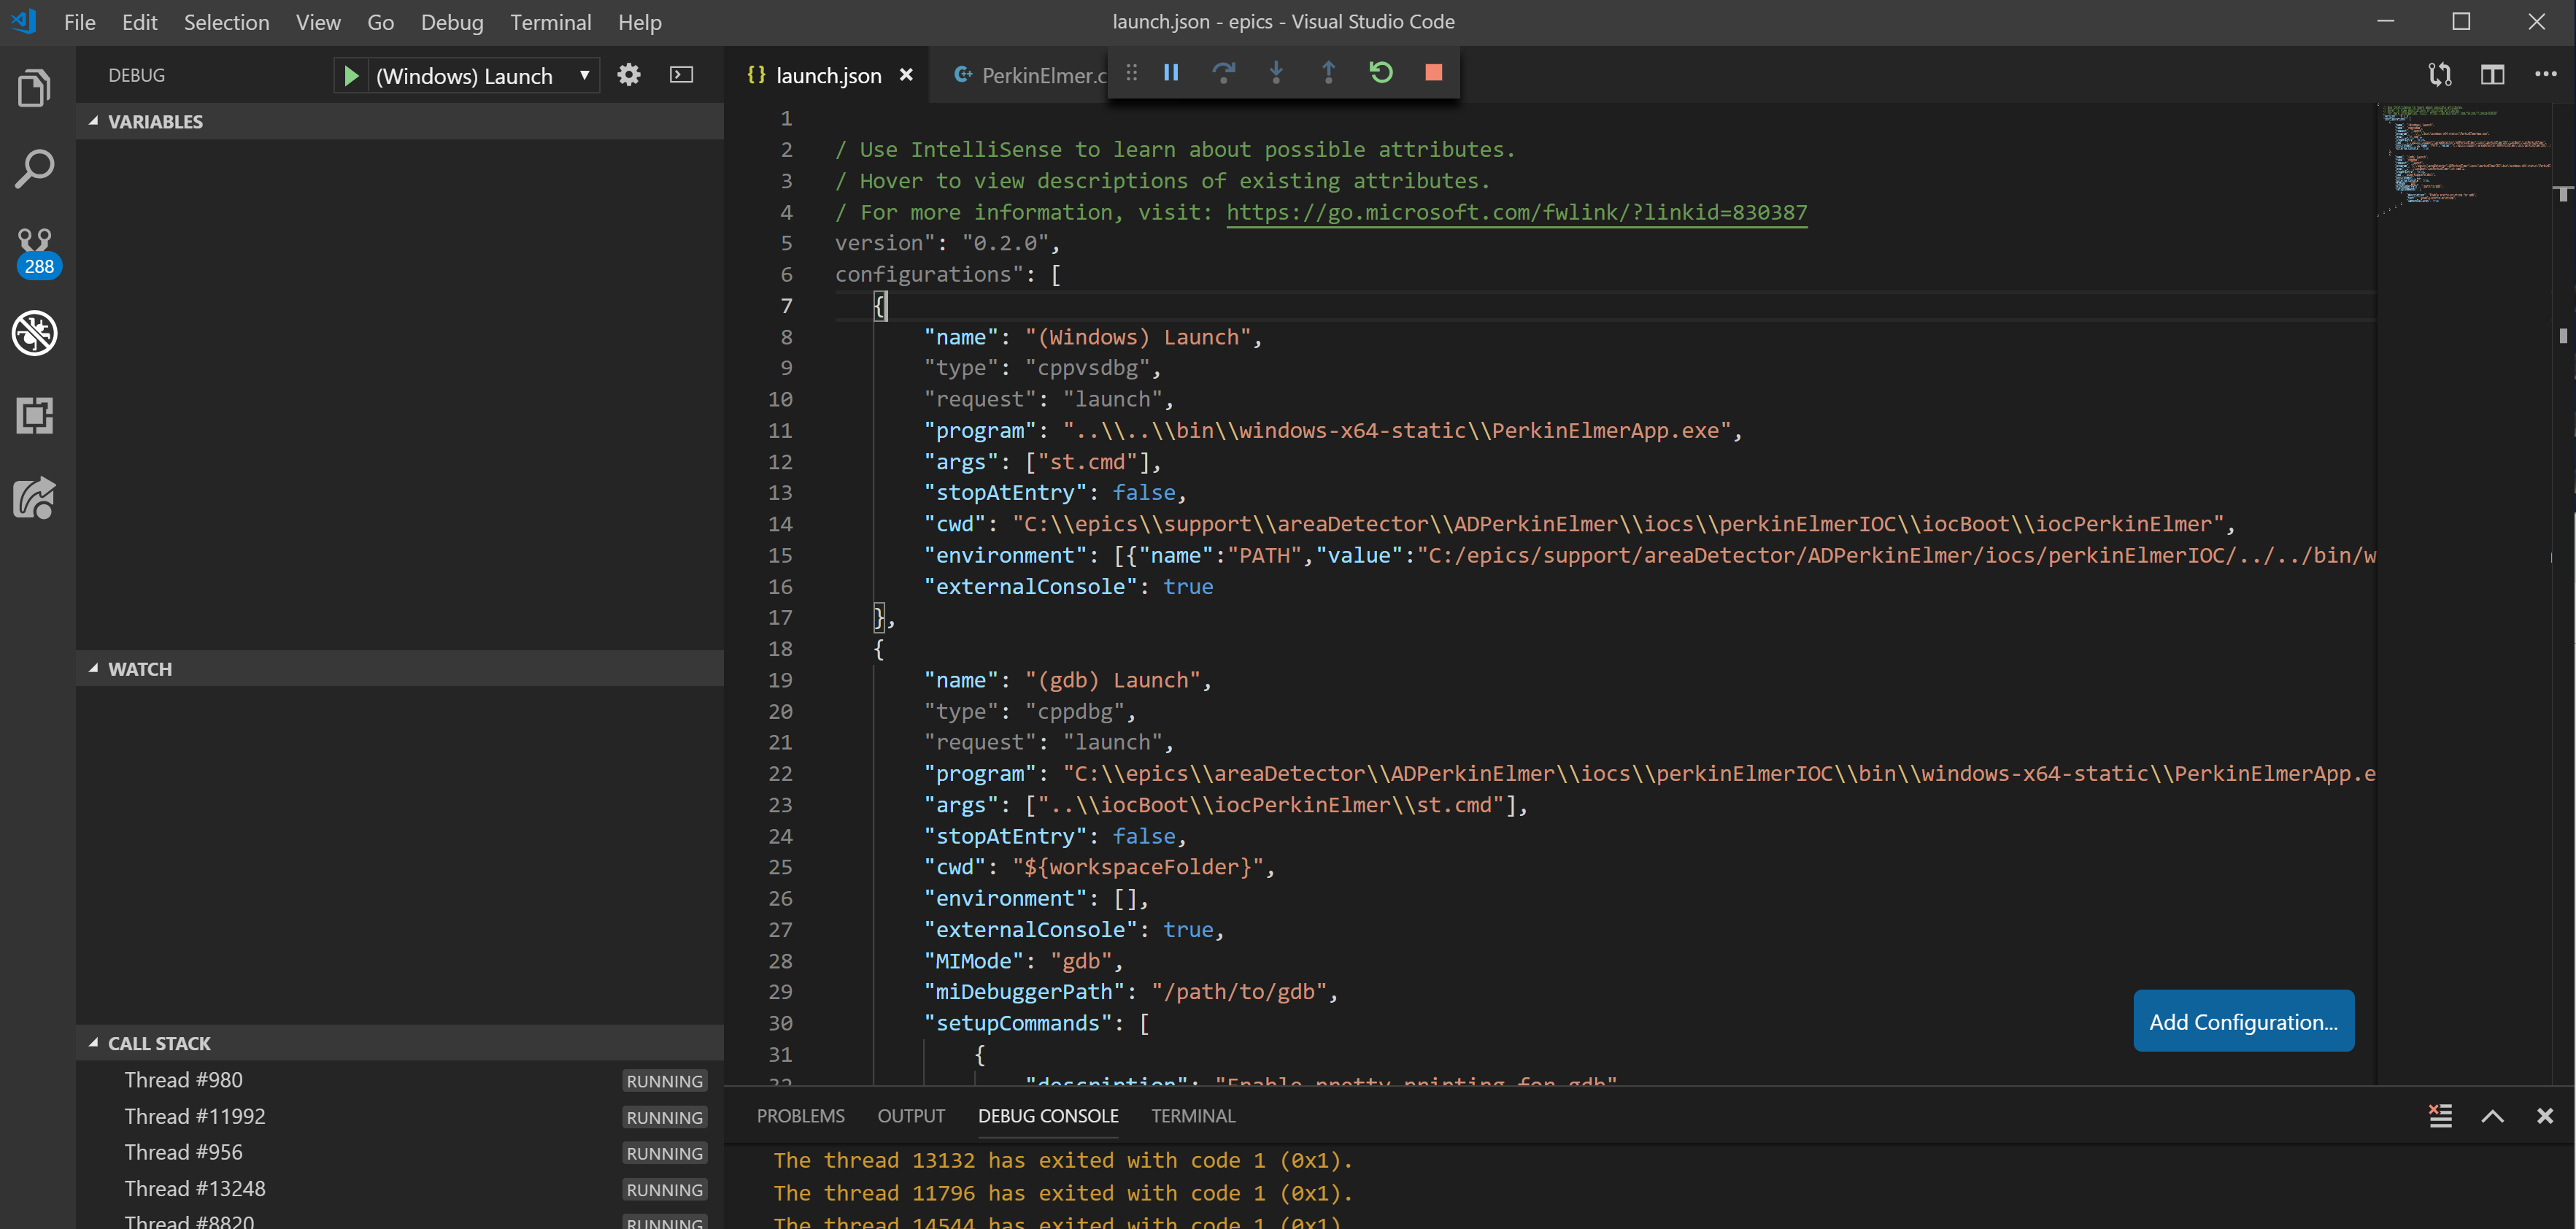 File Edit Selection View Go Debug Terminal Help
launch.json - epics - Visual Studio Code
DEBUG
(Windows) Launch
{} launch.json
PerkinElmer.c
VARIABLES
288
WATCH
CALL STACK
Thread #980 RUNNING
Thread #11992 RUNNING
Thread #956 RUNNING
Thread #13248 RUNNING
Thread #8820 RUNNING
1
2 / Use IntelliSense to learn about possible attributes.
3 / Hover to view descriptions of existing attributes.
4 / For more information, visit: https://go.microsoft.com/fwlink/?linkid=830387
5 version": "0.2.0",
6 configurations": [
7 {
8 "name": "(Windows) Launch",
9 "type": "cppvsdbg",
10 "request": "launch",
11 "program": "..\\..\\bin\\windows-x64-static\\PerkinElmerApp.exe",
12 "args": ["st.cmd"],
13 "stopAtEntry": false,
14 "cwd": "C:\\epics\\support\\areaDetector\\ADPerkinElmer\\iocs\\perkinElmerIOC\\iocBoot\\iocPerkinElmer",
15 "environment": [{"name":"PATH","value":"C:/epics/support/areaDetector/ADPerkinElmer/iocs/perkinElmerIOC/../../bin/w
16 "externalConsole": true
17 },
18 {
19 "name": "(gdb) Launch",
20 "type": "cppdbg",
21 "request": "launch",
22 "program": "C:\\epics\\areaDetector\\ADPerkinElmer\\iocs\\perkinElmerIOC\\bin\\windows-x64-static\\PerkinElmerApp.e
23 "args": ["..\\iocBoot\\iocPerkinElmer\\st.cmd"],
24 "stopAtEntry": false,
25 "cwd": "${workspaceFolder}",
26 "environment": [],
27 "externalConsole": true,
28 "MIMode": "gdb",
29 "miDebuggerPath": "/path/to/gdb",
30 "setupCommands": [
31 {
32 "description": "Enable pretty-printing for gdb"
Add Configuration...
PROBLEMS OUTPUT DEBUG CONSOLE TERMINAL
The thread 13132 has exited with code 1 (0x1).
The thread 11796 has exited with code 1 (0x1).
The thread 14544 has exited with code 1 (0x1)